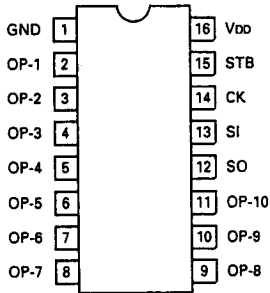 GND 1 16 VDD
OP-1 2 15 STB
OP-2 3 14 CK
OP-3 4 13 SI
OP-4 5 12 SO
OP-5 6 11 OP-10
OP-6 7 10 OP-9
OP-7 8 9 OP-8